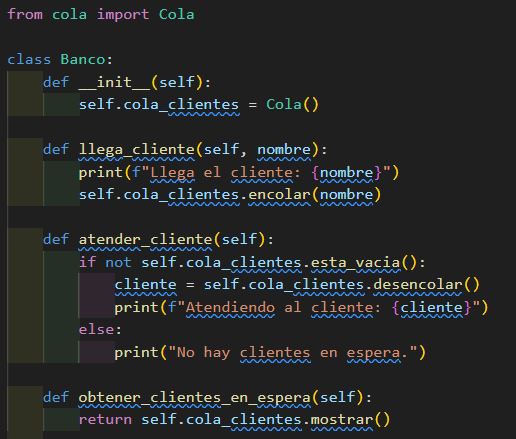 from cola import Cola
class Banco:
    def __init__(self):
        self.cola_clientes = Cola()
    def llega_cliente(self, nombre):
        print(f"Llega el cliente: {nombre}")
        self.cola_clientes.encolar(nombre)
    def atender_cliente(self):
        if not self.cola_clientes.esta_vacia():
            cliente = self.cola_clientes.desencolar()
            print(f"Atendiendo al cliente: {cliente}")
        else:
            print("No hay clientes en espera.")
    def obtener_clientes_en_espera(self):
        return self.cola_clientes.mostrar()